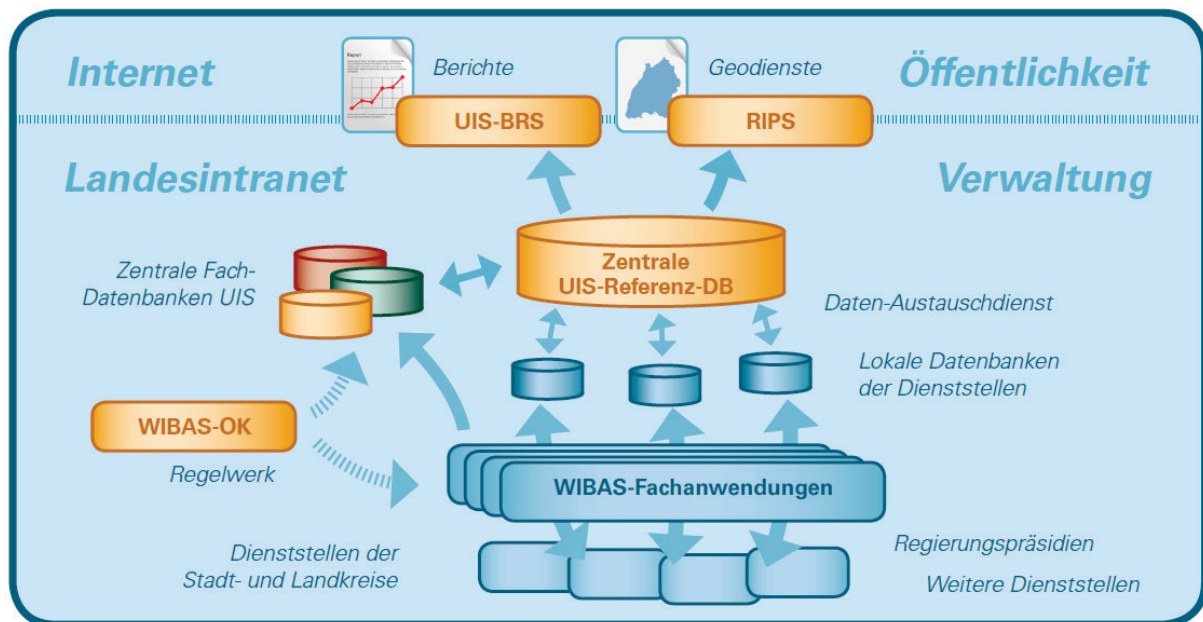 Internet
Report
Berichte
Geodienste
Öffentlichkeit
UIS-BRS
RIPS
Landesintranet
Verwaltung
Zentrale Fach-
Datenbanken UIS
Zentrale
UIS-Referenz-DB
Daten-Austauschdienst
Lokale Datenbanken
der Dienststellen
WIBAS-OK
Regelwerk
WIBAS-Fachanwendungen
Dienststellen der
Stadt- und Landkreise
Regierungspräsidien
Weitere Dienststellen